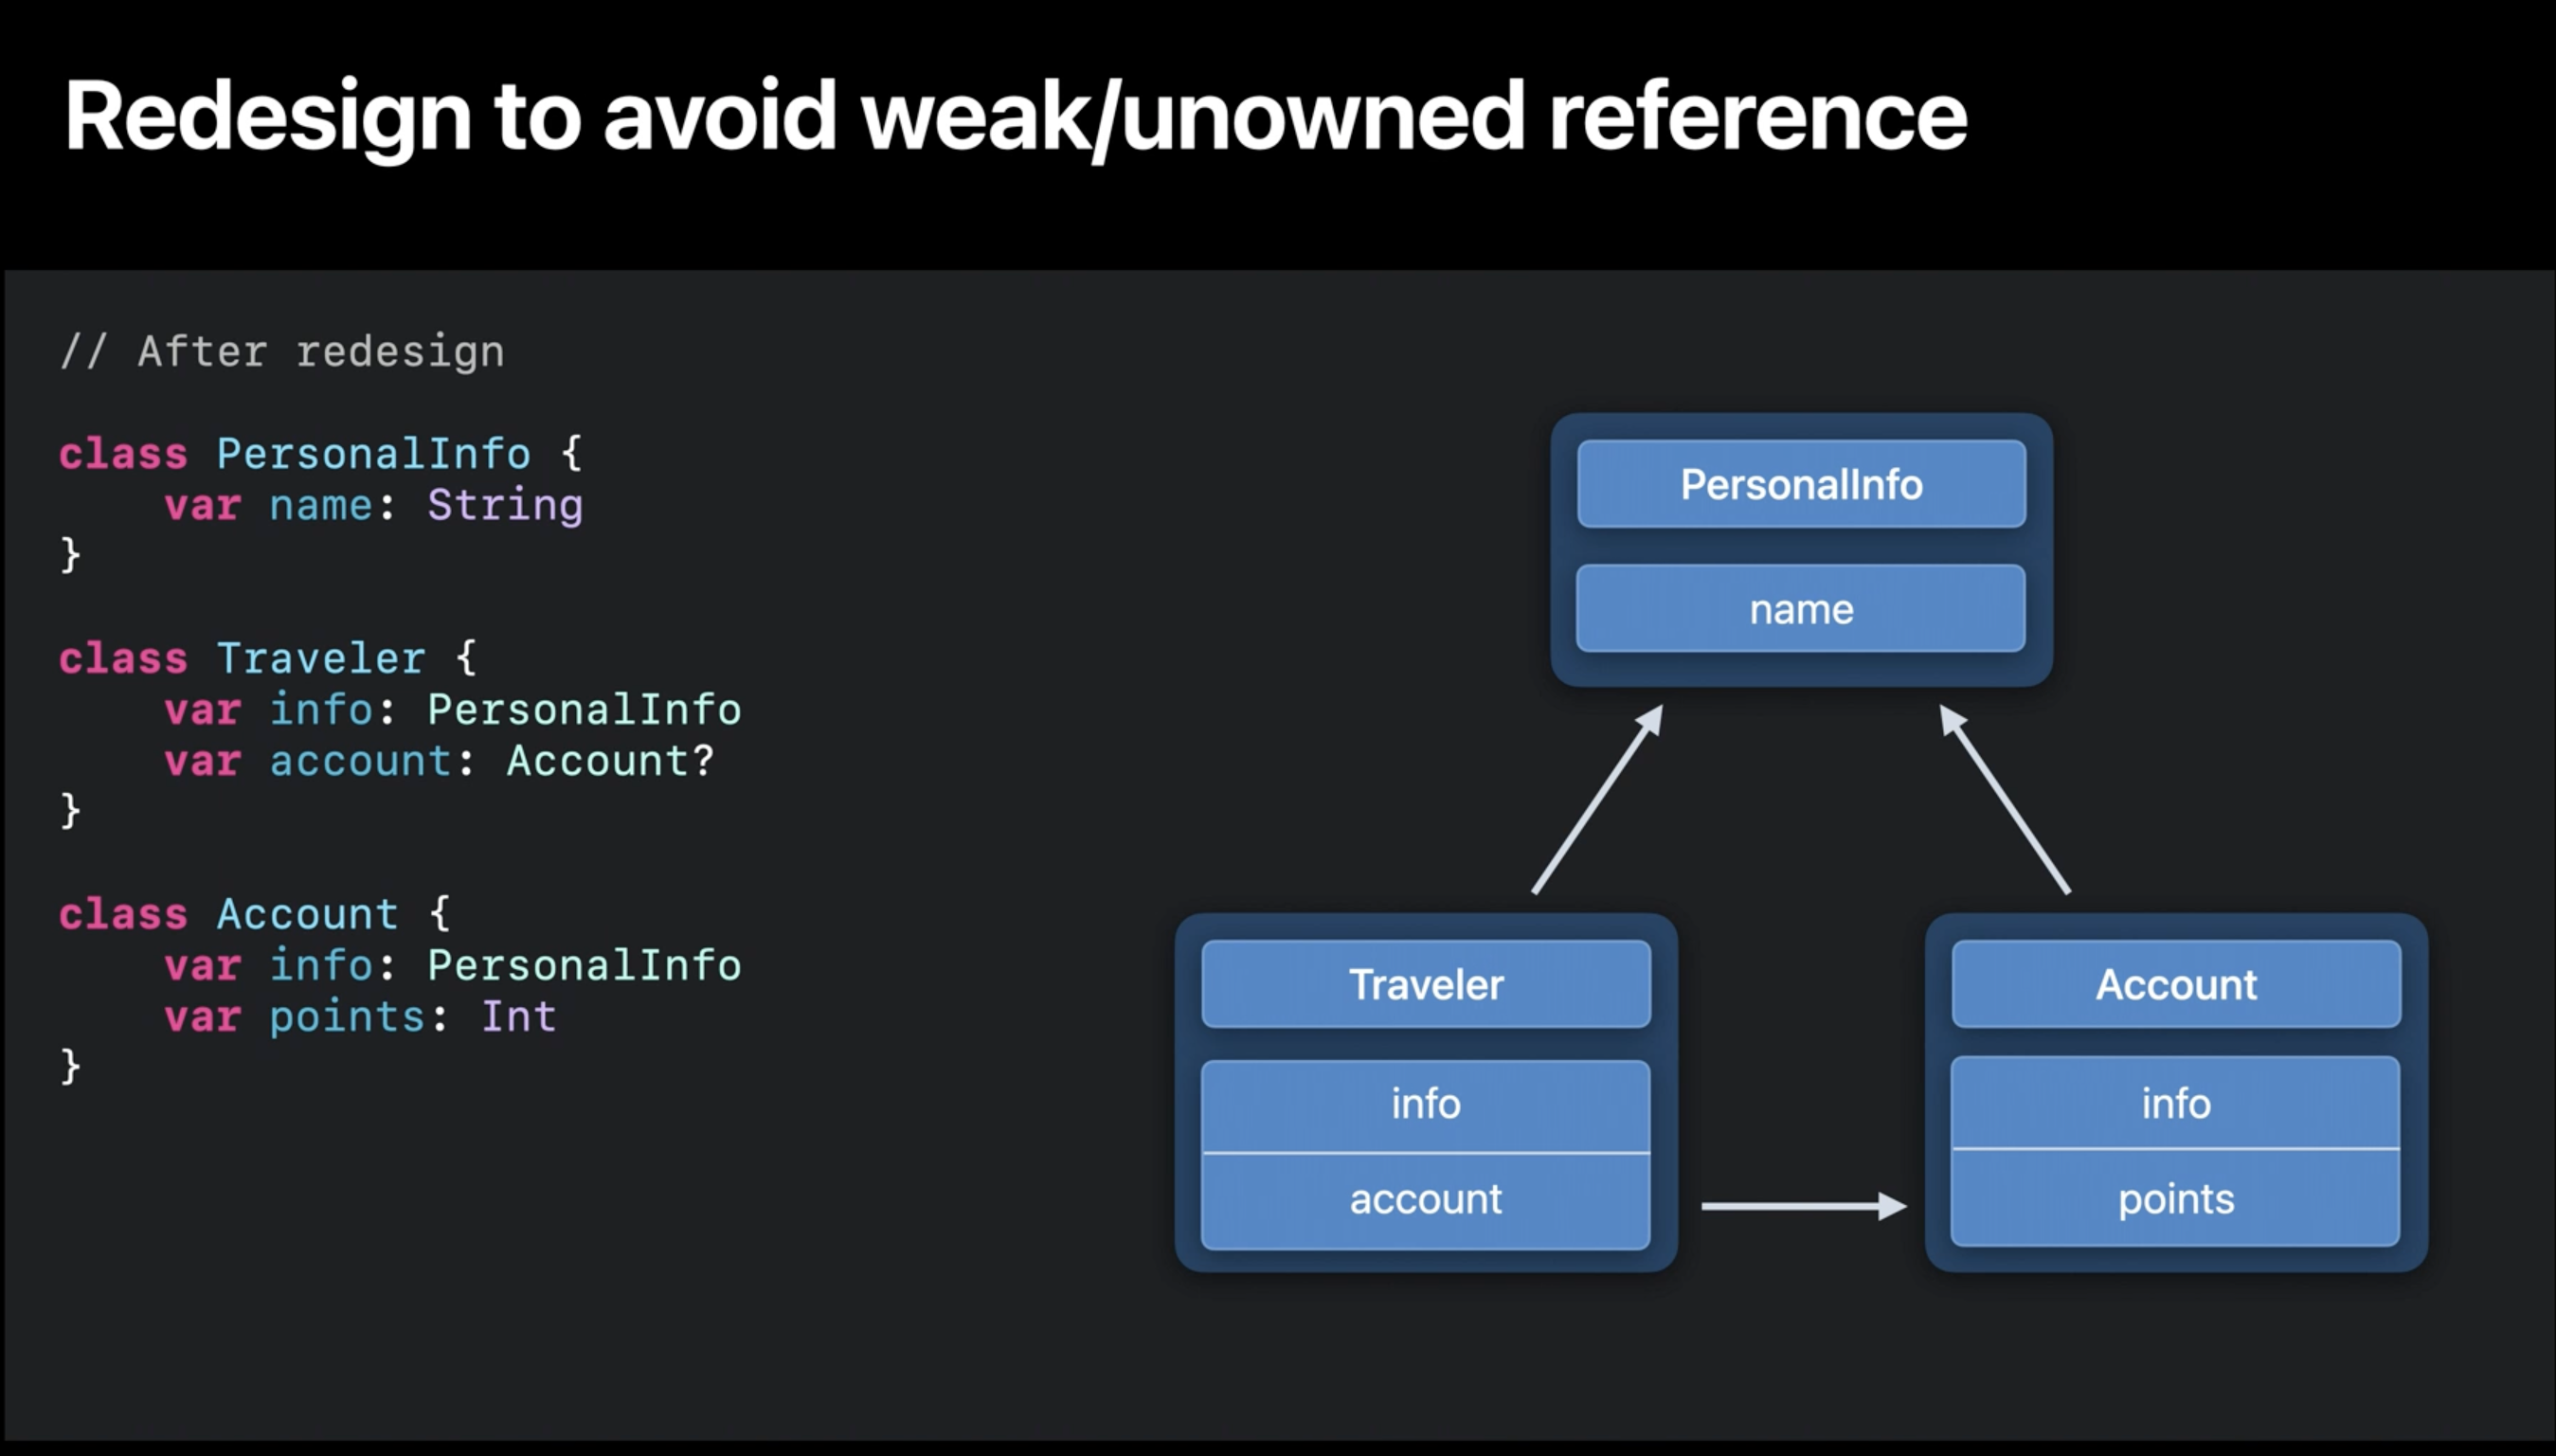 Redesign to avoid weak/unowned reference
// After redesign
class PersonalInfo {
    var name: String
}
class Traveler {
    var info: PersonalInfo
    var account: Account?
}
class Account {
    var info: PersonalInfo
    var points: Int
}
PersonalInfo
name
Traveler
info
account
Account
info
points